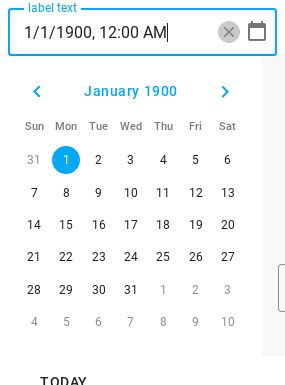 label text
1/1/1900, 12:00 AM
January 1900
Sun Mon Tue Wed Thu Fri Sat
31 1 2 3 4 5 6
7 8 9 10 11 12 13
14 15 16 17 18 19 20
21 22 23 24 25 26 27
28 29 30 31 1 2 3
4 5 6 7 8 9 10
TODAY